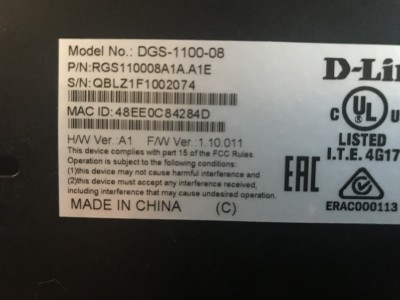 Model No.: DGS-1100-08
P/N:RGS110008A1A.A1E
S/N:QBLZ1F1002074
MAC ID:48EE0C84284D
H/W Ver.:A1 F/W Ver.:1.10.011
This device complies with part 15 of the FCC Rules.
Operation is subject to the following conditions:
(1)this device may not cause harmful interference and
(2)this device must accept any interference received,
including interference that may cause undesired operation.
MADE IN CHINA (C)
D-Lin
C UL U
LISTED
I.T.E. 4G17
EAC
ERAC000113